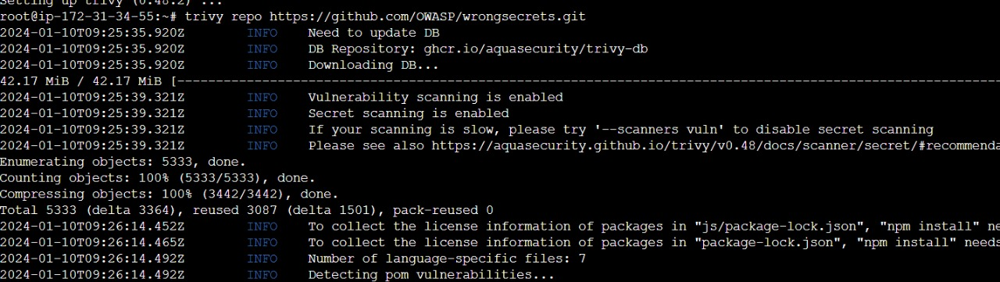 Setting up trivy (0.48.2) ...
root@ip-172-31-34-55:~# trivy repo https://github.com/OWASP/wrongsecrets.git
2024-01-10T09:25:35.920Z INFO Need to update DB
2024-01-10T09:25:35.920Z INFO DB Repository: ghcr.io/aquasecurity/trivy-db
2024-01-10T09:25:35.920Z INFO Downloading DB...
42.17 MiB / 42.17 MiB [---------------------------------------------------------------------------------------------------------
2024-01-10T09:25:39.321Z INFO Vulnerability scanning is enabled
2024-01-10T09:25:39.321Z INFO Secret scanning is enabled
2024-01-10T09:25:39.321Z INFO If your scanning is slow, please try '--scanners vuln' to disable secret scanning
2024-01-10T09:25:39.321Z INFO Please see also https://aquasecurity.github.io/trivy/v0.48/docs/scanner/secret/#recommenda
Enumerating objects: 5333, done.
Counting objects: 100% (5333/5333), done.
Compressing objects: 100% (3442/3442), done.
Total 5333 (delta 3364), reused 3087 (delta 1501), pack-reused 0
2024-01-10T09:26:14.452Z INFO To collect the license information of packages in "js/package-lock.json", "npm install" ne
2024-01-10T09:26:14.465Z INFO To collect the license information of packages in "package-lock.json", "npm install" needs
2024-01-10T09:26:14.492Z INFO Number of language-specific files: 7
2024-01-10T09:26:14.492Z INFO Detecting pom vulnerabilities...